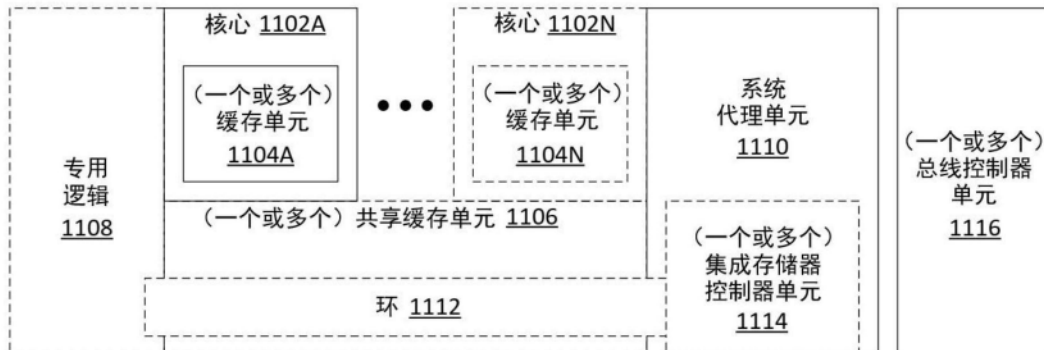 核心 1102A
（一个或多个）
缓存单元
1104A
●●●
核心 1102N
（一个或多个）
缓存单元
1104N
专用
逻辑
1108
（一个或多个）共享缓存单元 1106
环 1112
系统
代理单元
1110
（一个或多个）
集成存储器
控制器单元
1114
（一个或多个）
总线控制器
单元
1116